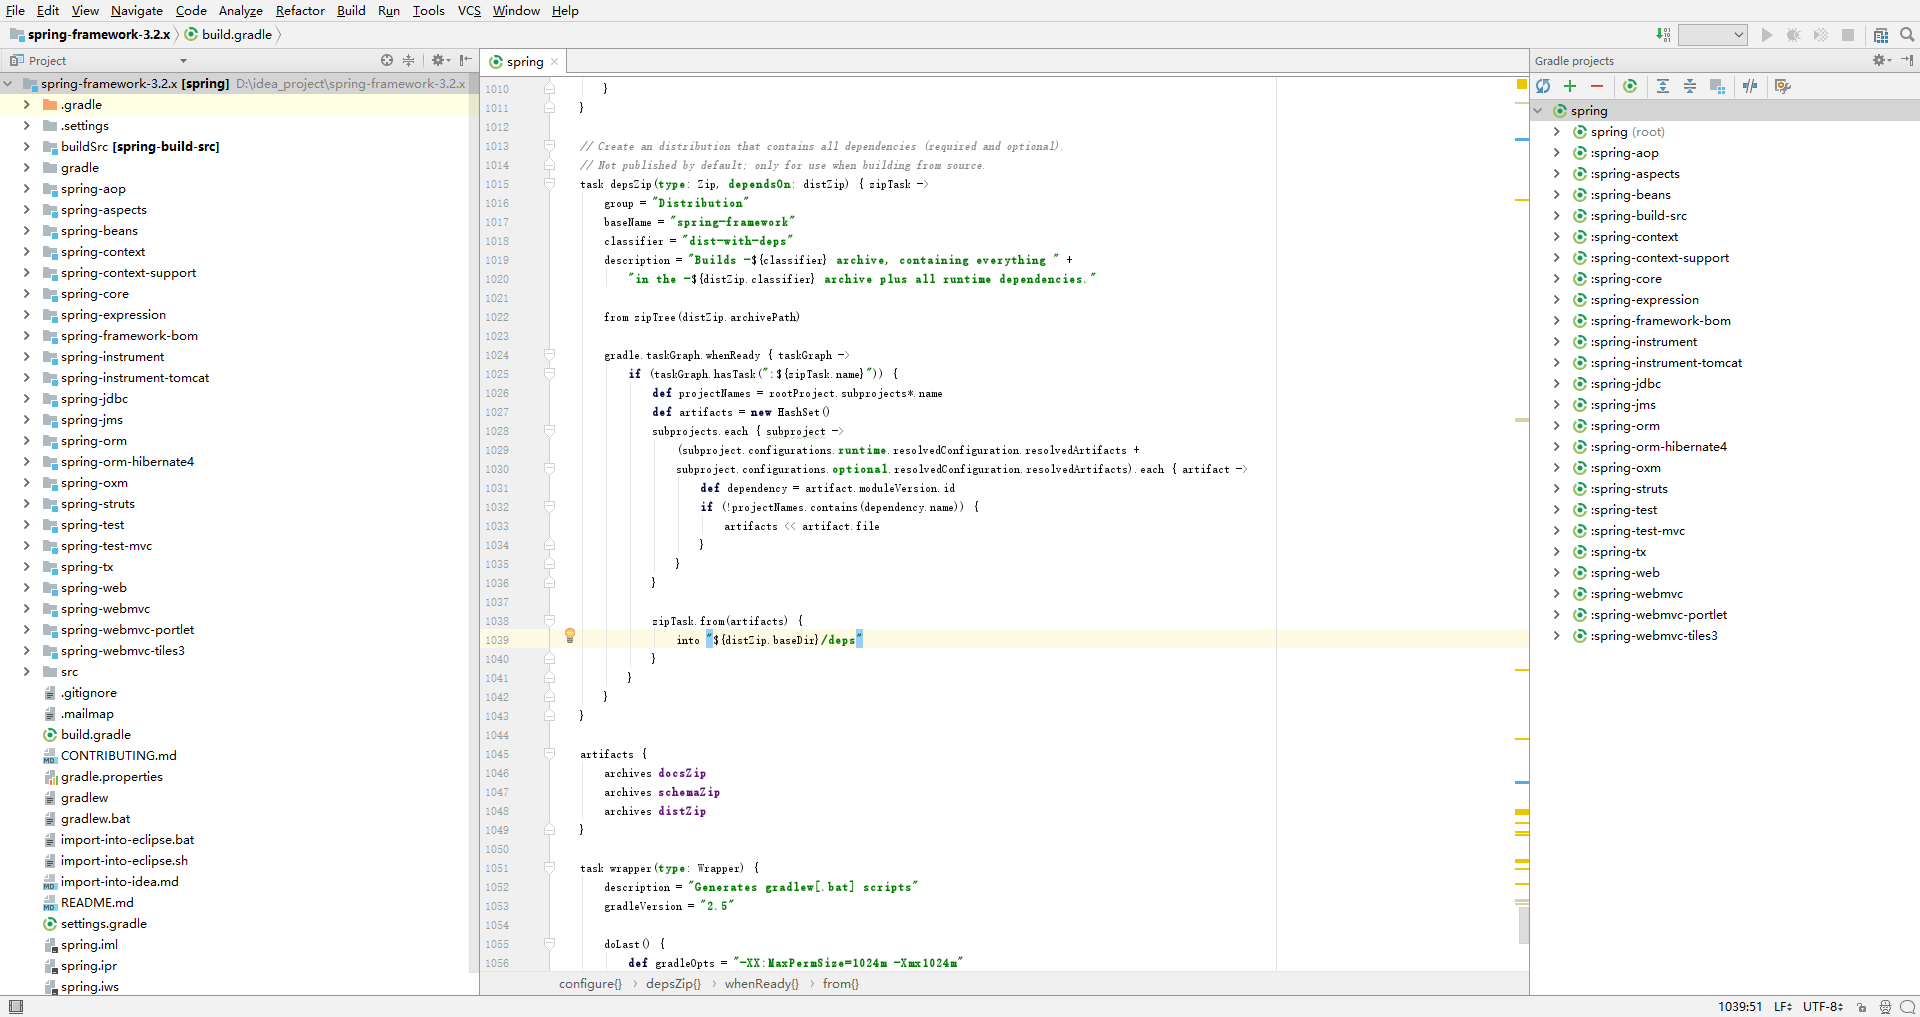 File Edit View Navigate Code Analyze Refactor Build Run Tools VCS Window Help
spring-framework-3.2.x build.gradle
Project
spring-framework-3.2.x [spring] D:\idea_project\spring-framework-3.2.x
.gradle
.settings
buildSrc [spring-build-src]
gradle
spring-aop
spring-aspects
spring-beans
spring-context
spring-context-support
spring-core
spring-expression
spring-framework-bom
spring-instrument
spring-instrument-tomcat
spring-jdbc
spring-jms
spring-orm
spring-orm-hibernate4
spring-oxm
spring-struts
spring-test
spring-test-mvc
spring-tx
spring-web
spring-webmvc
spring-webmvc-portlet
spring-webmvc-tiles3
src
.gitignore
.mailmap
build.gradle
CONTRIBUTING.md
gradle.properties
gradlew
gradlew.bat
import-into-eclipse.bat
import-into-eclipse.sh
import-into-idea.md
README.md
settings.gradle
spring.iml
spring.ipr
spring.iws
spring
1010 }
1011 }
1012
1013 // Create an distribution that contains all dependencies (required and optional).
1014 // Not published by default; only for use when building from source.
1015 task depsZip(type: Zip, dependsOn: distZip) { zipTask ->
1016 group = "Distribution"
1017 baseName = "spring-framework"
1018 classifier = "dist-with-deps"
1019 description = "Builds -${classifier} archive, containing everything " +
1020 "in the -${distZip.classifier} archive plus all runtime dependencies."
1021
1022 from zipTree(distZip.archivePath)
1023
1024 gradle.taskGraph.whenReady { taskGraph ->
1025 if (taskGraph.hasTask(":${zipTask.name}")) {
1026 def projectNames = rootProject.subprojects*.name
1027 def artifacts = new HashSet()
1028 subprojects.each { subproject ->
1029 (subproject.configurations.runtime.resolvedConfiguration.resolvedArtifacts +
1030 subproject.configurations.optional.resolvedConfiguration.resolvedArtifacts).each { artifact ->
1031 def dependency = artifact.moduleVersion.id
1032 if (!projectNames.contains(dependency.name)) {
1033 artifacts << artifact.file
1034 }
1035 }
1036 }
1037
1038 zipTask.from(artifacts) {
1039 into "${distZip.baseDir}/deps"
1040 }
1041 }
1042 }
1043 }
1044
1045 artifacts {
1046 archives docsZip
1047 archives schemaZip
1048 archives distZip
1049 }
1050
1051 task wrapper(type: Wrapper) {
1052 description = "Generates gradlew[.bat] scripts"
1053 gradleVersion = "2.5"
1054
1055 doLast() {
1056 def gradleOpts = "-XX:MaxPermSize=1024m -Xmx1024m"
configure{} depsZip{} whenReady{} from{}
Gradle projects
spring
spring (root)
:spring-aop
:spring-aspects
:spring-beans
:spring-build-src
:spring-context
:spring-context-support
:spring-core
:spring-expression
:spring-framework-bom
:spring-instrument
:spring-instrument-tomcat
:spring-jdbc
:spring-jms
:spring-orm
:spring-orm-hibernate4
:spring-oxm
:spring-struts
:spring-test
:spring-test-mvc
:spring-tx
:spring-web
:spring-webmvc
:spring-webmvc-portlet
:spring-webmvc-tiles3
1039:51 LF UTF-8